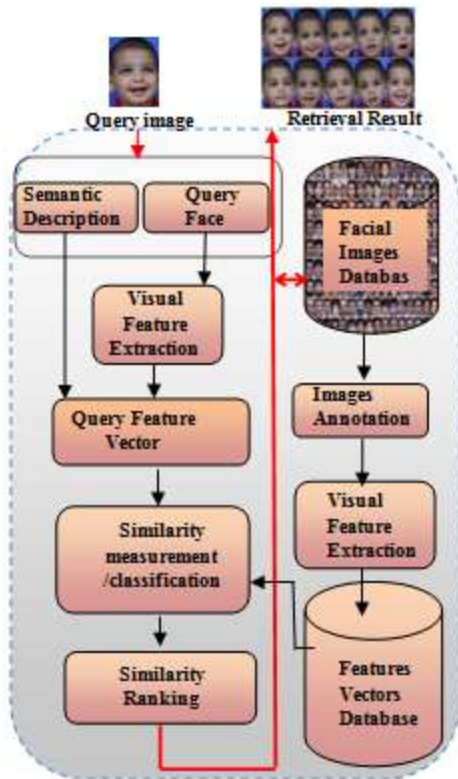 Query image
Retrieval Result
Semantic
Description
Query
Face
Visual
Feature
Extraction
Query Feature
Vector
Similarity
measurement
/classification
Similarity
Ranking
Facial
Images
Databas
Images
Annotation
Visual
Feature
Extraction
Features
Vectors
Database